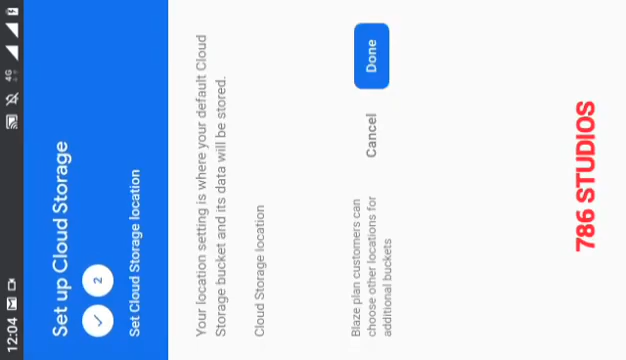 12:04
4G
Set up Cloud Storage
2
Set Cloud Storage location
Your location setting is where your default Cloud
Storage bucket and its data will be stored.
Cloud Storage location
Blaze plan customers can
choose other locations for
additional buckets
Cancel
Done
786 STUDIOS